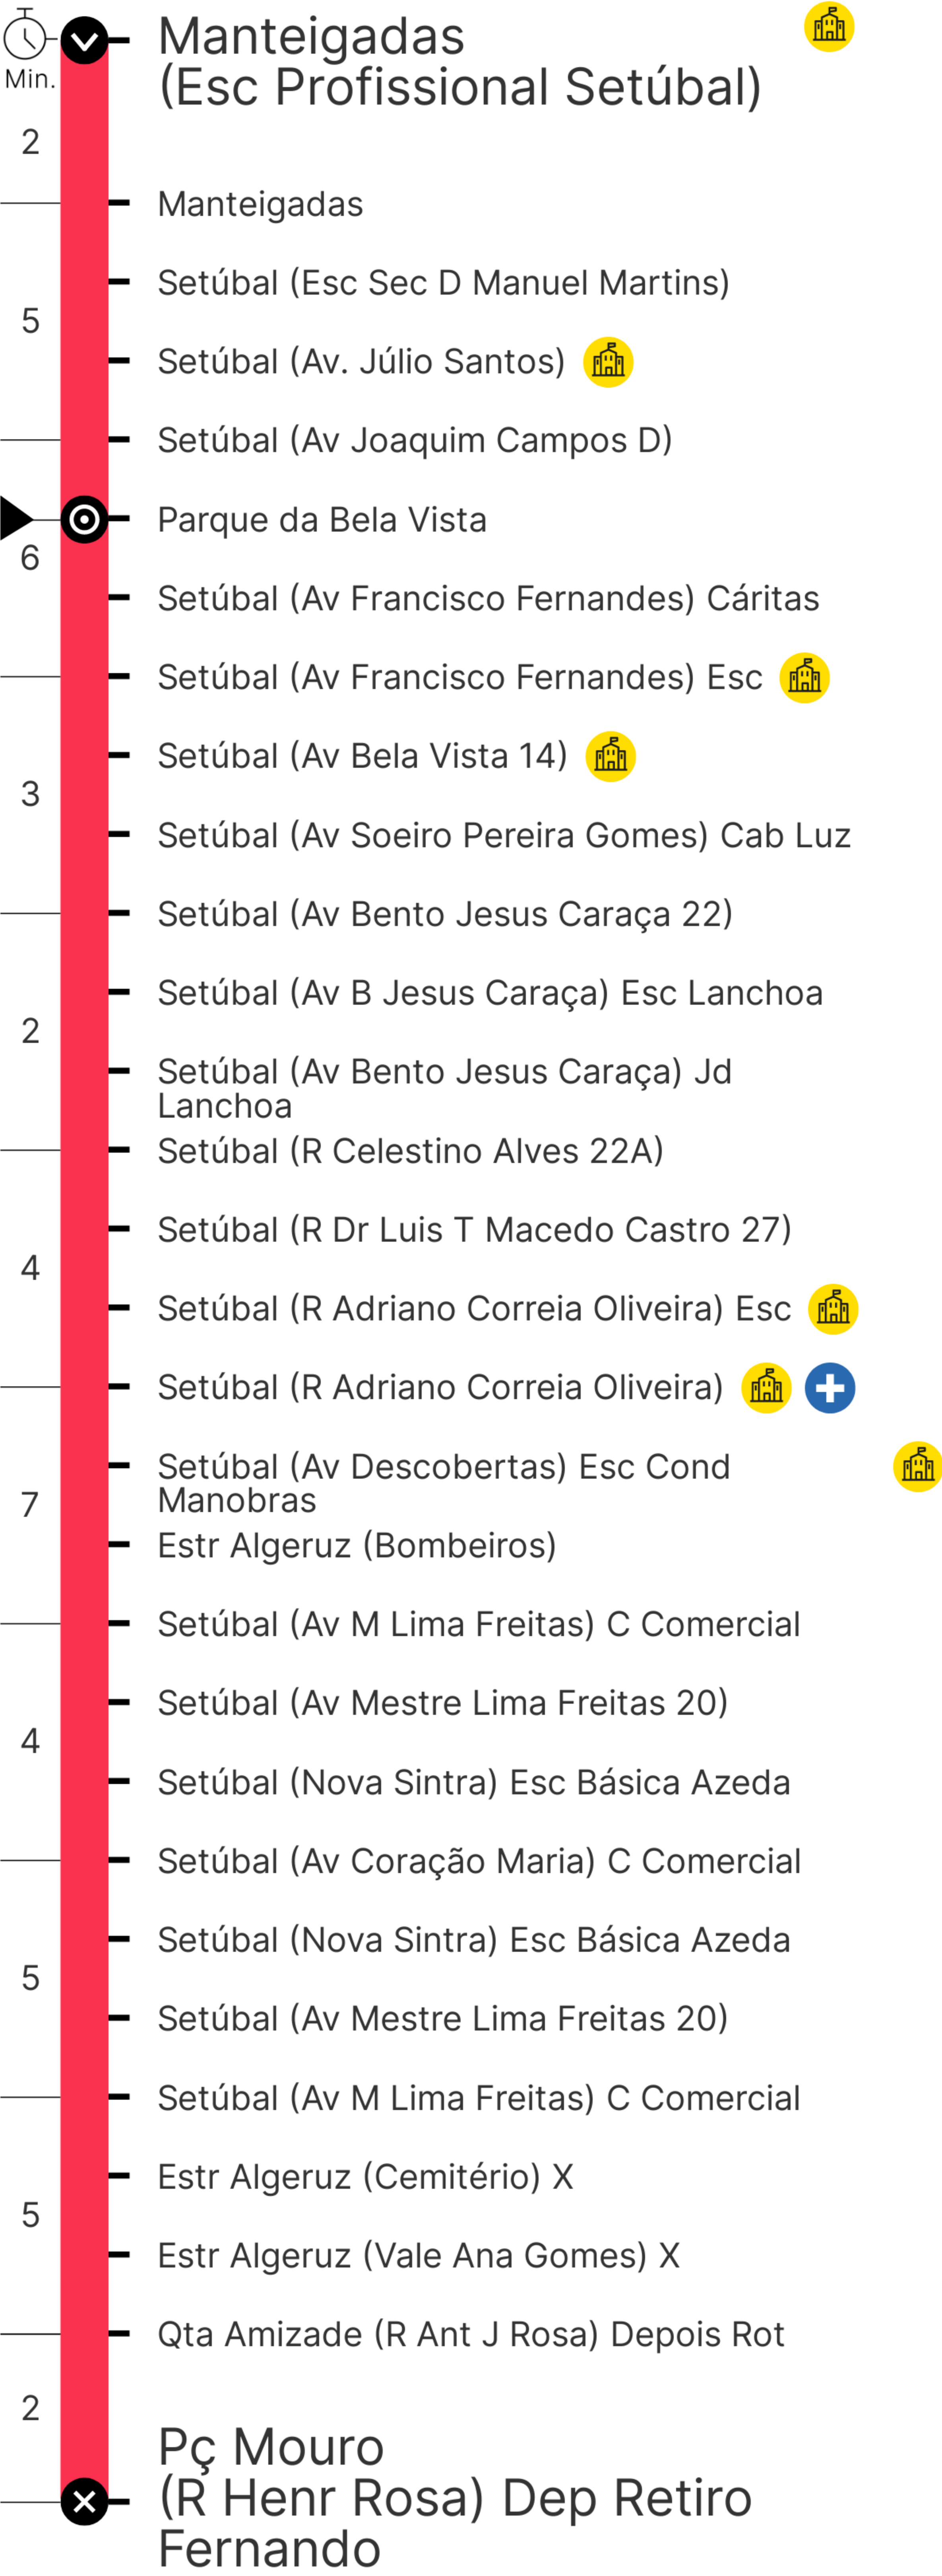 Manteigadas
(Esc Profissional Setúbal)
Min.
2
Manteigadas
Setúbal (Esc Sec D Manuel Martins)
5
Setúbal (Av. Júlio Santos)
Setúbal (Av Joaquim Campos D)
Parque da Bela Vista
6
Setúbal (Av Francisco Fernandes) Cáritas
Setúbal (Av Francisco Fernandes) Esc
Setúbal (Av Bela Vista 14)
3
Setúbal (Av Soeiro Pereira Gomes) Cab Luz
Setúbal (Av Bento Jesus Caraça 22)
Setúbal (Av B Jesus Caraça) Esc Lanchoa
2
Setúbal (Av Bento Jesus Caraça) Jd
Lanchoa
Setúbal (R Celestino Alves 22A)
Setúbal (R Dr Luis T Macedo Castro 27)
4
Setúbal (R Adriano Correia Oliveira) Esc
Setúbal (R Adriano Correia Oliveira)
Setúbal (Av Descobertas) Esc Cond
Manobras
7
Estr Algeruz (Bombeiros)
Setúbal (Av M Lima Freitas) C Comercial
Setúbal (Av Mestre Lima Freitas 20)
4
Setúbal (Nova Sintra) Esc Básica Azeda
Setúbal (Av Coração Maria) C Comercial
Setúbal (Nova Sintra) Esc Básica Azeda
5
Setúbal (Av Mestre Lima Freitas 20)
Setúbal (Av M Lima Freitas) C Comercial
Estr Algeruz (Cemitério) X
5
Estr Algeruz (Vale Ana Gomes) X
Qta Amizade (R Ant J Rosa) Depois Rot
2
Pç Mouro
(R Henr Rosa) Dep Retiro
Fernando